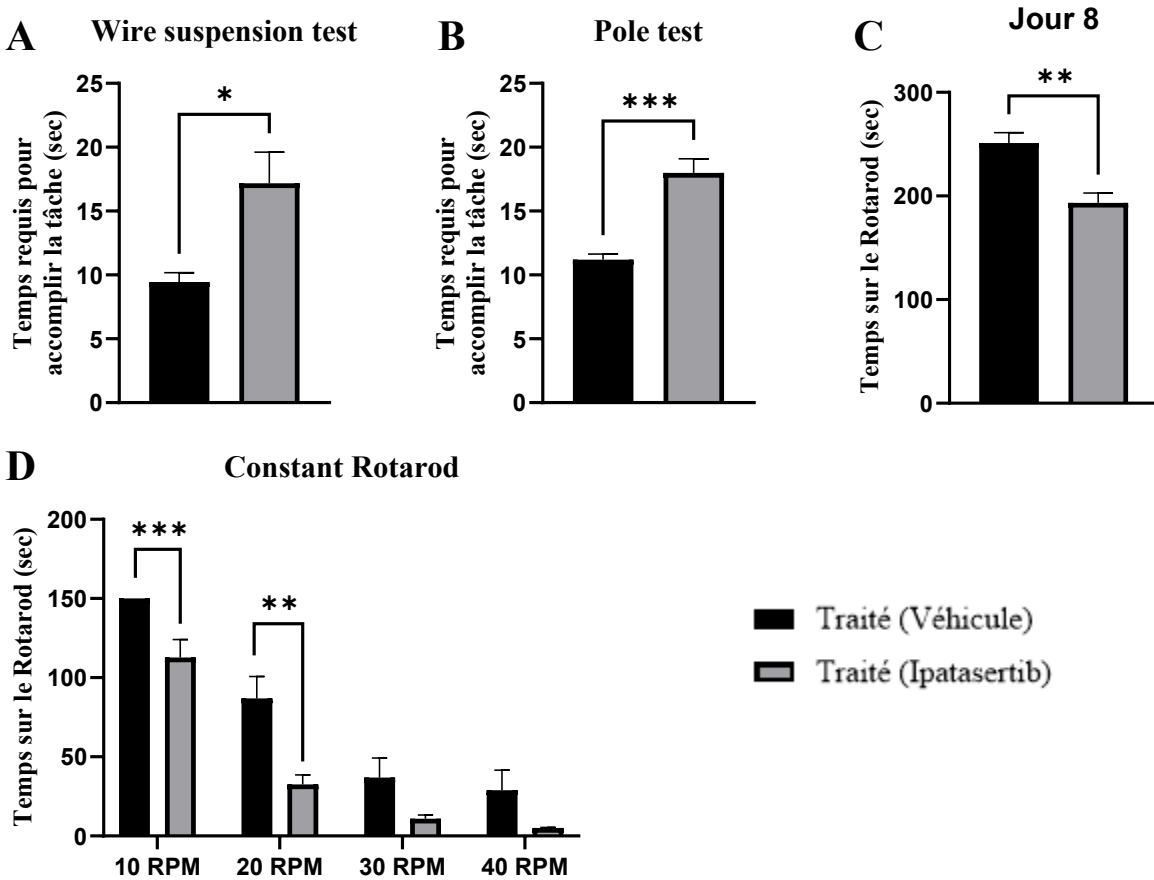 A
Wire suspension test
Temps requis pour
accomplir la tâche (sec)
25
20
15
10
5
0
*
B
Pole test
Temps requis pour
accomplir la tâche (sec)
25
20
15
10
5
0
***
C
Jour 8
Temps sur le Rotarod (sec)
300
200
100
0
**
D
Constant Rotarod
Temps sur le Rotarod (sec)
200
150
100
50
0
***
**
10 RPM
20 RPM
30 RPM
40 RPM
Traité (Véhicule)
Traité (Ipatasertib)